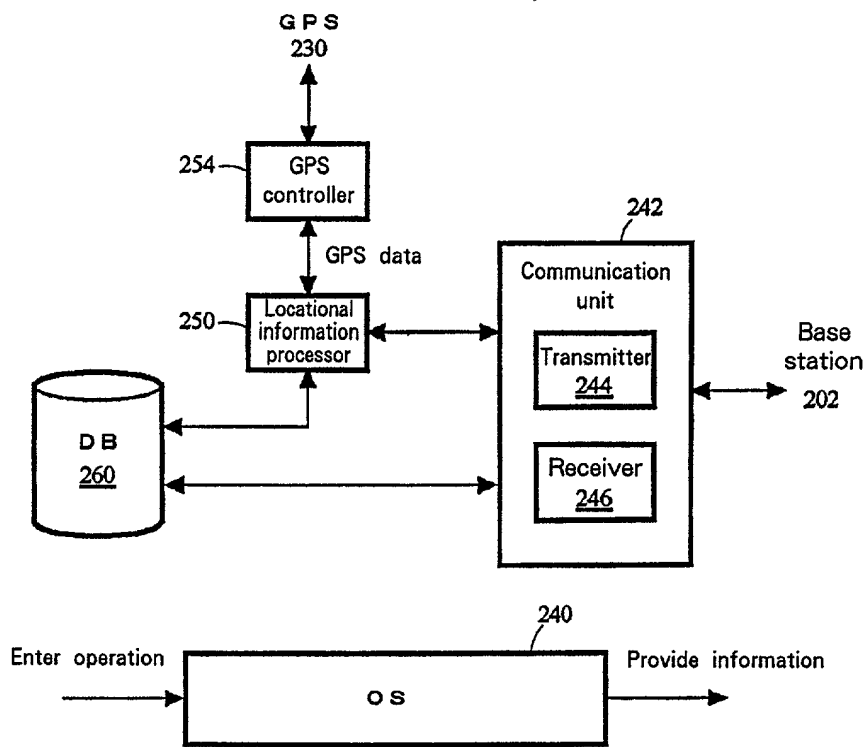 GPS
230
254
GPS
controller
GPS data
242
Communication
unit
250
Locational
information
processor
Transmitter
244
Base
station
202
DB
260
Receiver
246
240
Enter operation
OS
Provide information